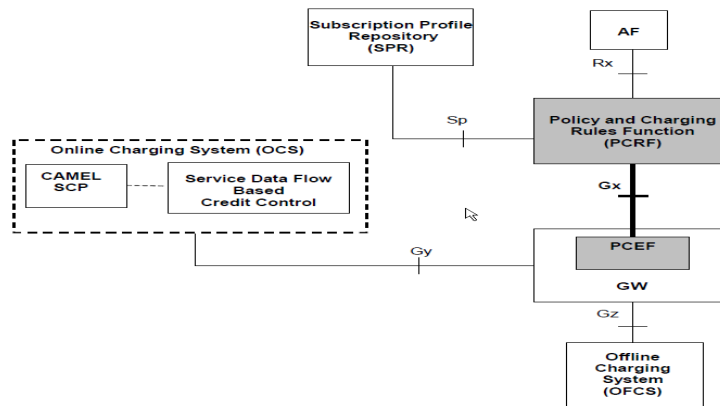 Subscription Profile
Repository
(SPR)
AF
Rx
Sp
Policy and Charging
Rules Function
(PCRF)
Online Charging System (OCS)
CAMEL
SCP
Service Data Flow
Based
Credit Control
Gx
Gy
PCEF
GW
Gz
Offline
Charging
System
(OFCS)